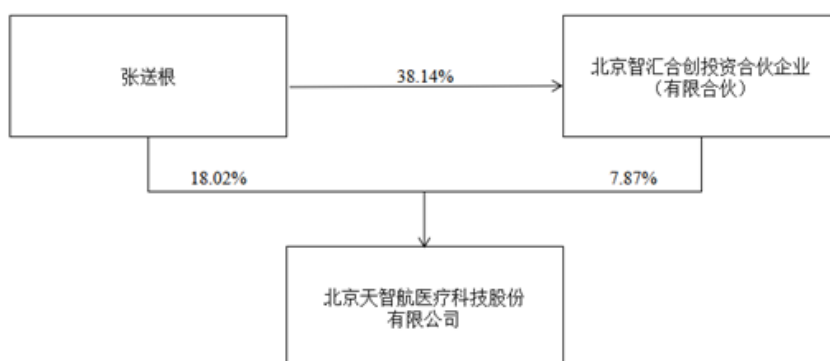 张送根
38.14%
北京智汇合创投资合伙企业
（有限合伙）
18.02%
7.87%
北京天智航医疗科技股份
有限公司